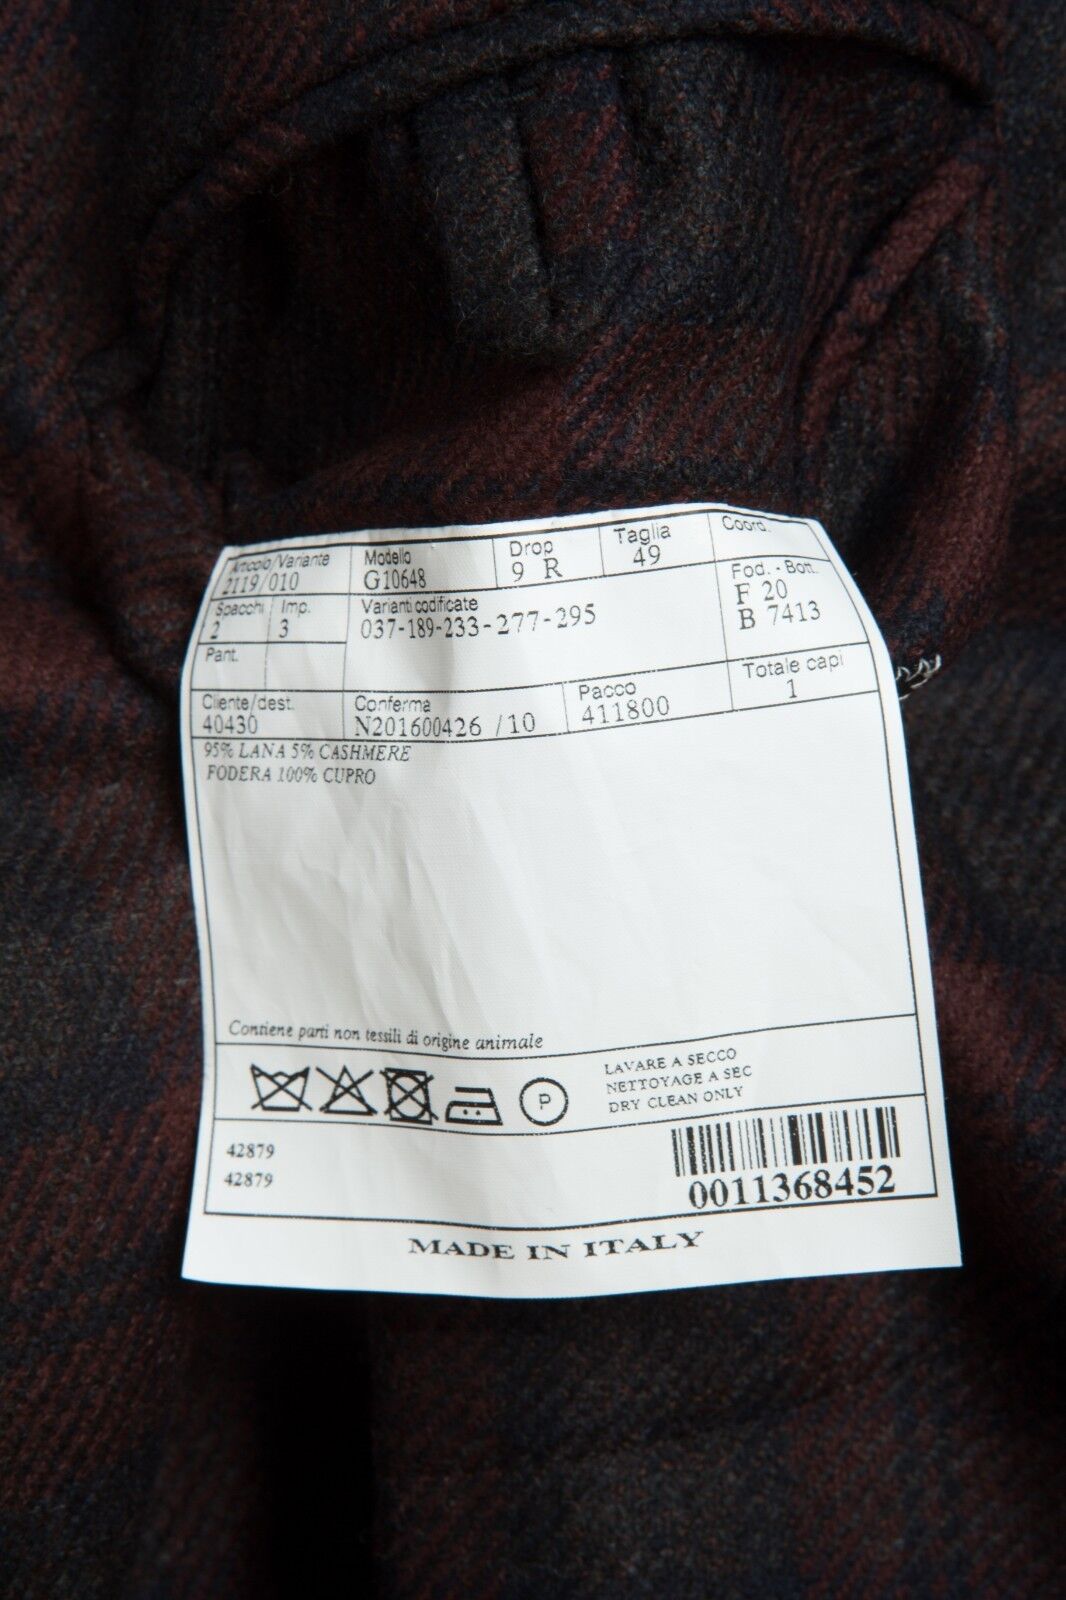 Articolo/Variante Modello Drop Taglia Coord.
2119/010 G10648 9 R 49
Spacchi Imp. Varianti codificate Fod. - Bott.
2 3 037-189-233-277-295 F 20
B 7413
Pant.
Cliente/dest. Conferma Pacco Totale capi
40430 N201600426 /10 411800 1
95% LANA 5% CASHMERE
FODERA 100% CUPRO
Contiene parti non tessili di origine animale
P
LAVARE A SECCO
NETTOYAGE A SEC
DRY CLEAN ONLY
42879
42879
0011368452
MADE IN ITALY